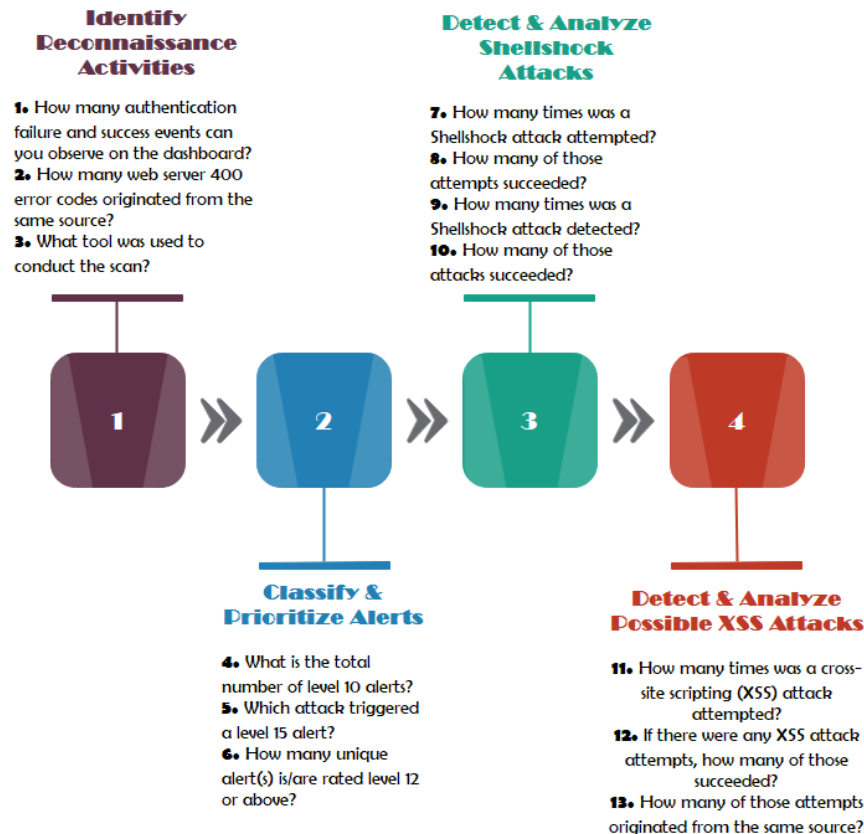 Identify
Reconnaissance
Activities
1. How many authentication
failure and success events can
you observe on the dashboard?
2. How many web server 400
error codes originated from the
same source?
3. What tool was used to
conduct the scan?
Detect & Analyze
Shellshock
Attacks
7. How many times was a
Shellshock attack attempted?
8. How many of those
attempts succeeded?
9. How many times was a
Shellshock attack detected?
10. How many of those
attacks succeeded?
1
2
3
4
Classify &
Prioritize Alerts
4. What is the total
number of level 10 alerts?
5. Which attack triggered
a level 15 alert?
6. How many unique
alert(s) is/are rated level 12
or above?
Detect & Analyze
Possible XSS Attacks
11. How many times was a cross-
site scripting (XSS) attack
attempted?
12. If there were any XSS attack
attempts, how many of those
succeeded?
13. How many of those attempts
originated from the same source?